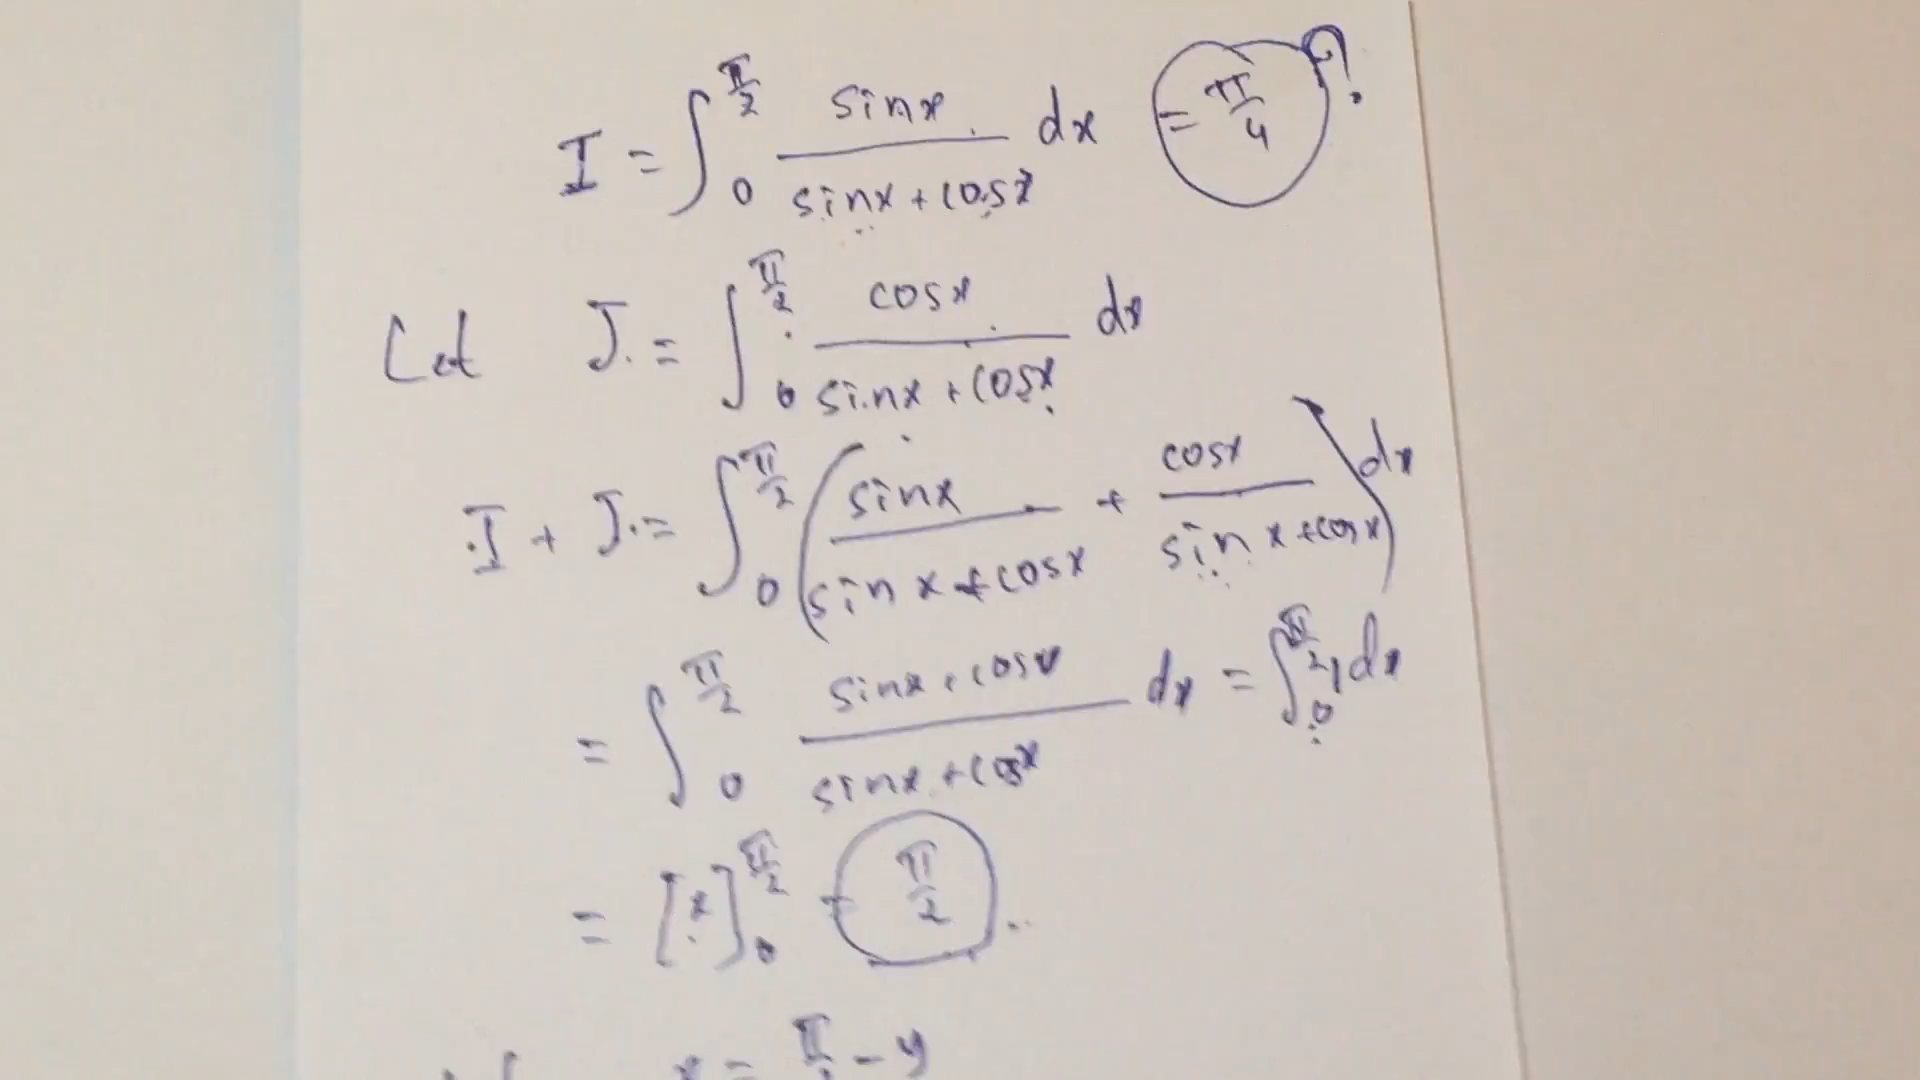 I = ∫₀^(π/2) sinx / (sinx + cosx) dx = π/4 ?
Let J = ∫₀^(π/2) cosx / (sinx + cosx) dx
I + J = ∫₀^(π/2) ( sinx / (sinx + cosx) + cosx / (sinx + cosx) ) dx
= ∫₀^(π/2) (sinx + cosx) / (sinx + cosx) dx = ∫₀^(π/2) 1 dx
= [x]₀^(π/2) = π/2
x = π/2 - y